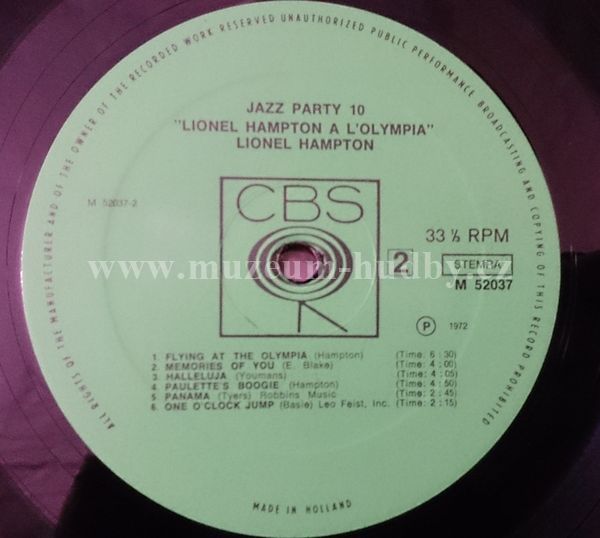 ALL RIGHTS OF THE MANUFACTURER AND OF THE OWNER OF THE RECORDED WORK RESERVED UNAUTHORIZED PUBLIC PERFORMANCE BROADCASTING AND COPYING OF THIS RECORD PROHIBITED
JAZZ PARTY 10
"LIONEL HAMPTON A L'OLYMPIA"
LIONEL HAMPTON
M 52037-2
CBS
33 ⅓ RPM
2
STEMRA
M 52037
www.muzeum-hudby.cz
P 1972
1. FLYING AT THE OLYMPIA (Hampton) (Time: 6:30)
2. MEMORIES OF YOU (E. Blake) (Time: 4:00)
3. HALLELUJA (Youmans) (Time: 4:05)
4. PAULETTE'S BOOGIE (Hampton) (Time: 4:50)
5. PANAMA (Tyers) Robbins Music (Time: 2:45)
6. ONE O'CLOCK JUMP (Basie) Leo Feist, Inc. (Time: 2:15)
MADE IN HOLLAND